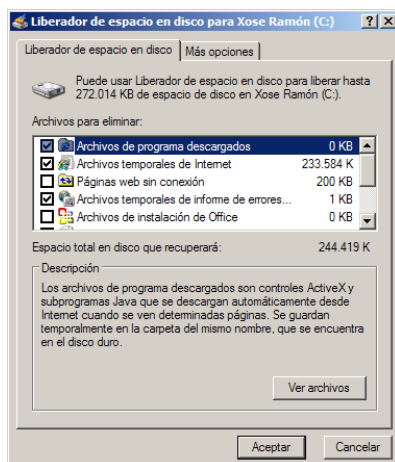 Liberador de espacio en disco para Xose Ramón (C:)
Liberador de espacio en disco
Más opciones
Puede usar Liberador de espacio en disco para liberar hasta
272.014 KB de espacio de disco en Xose Ramón (C:).
Archivos para eliminar:
Archivos de programa descargados 0 KB
Archivos temporales de Internet 233.584 K
Páginas web sin conexión 200 KB
Archivos temporales de informe de errores... 1 KB
Archivos de instalación de Office 0 KB
Espacio total en disco que recuperará: 244.419 K
Descripción
Los archivos de programa descargados son controles ActiveX y
subprogramas Java que se descargan automáticamente desde
Internet cuando se ven determinadas páginas. Se guardan
temporalmente en la carpeta del mismo nombre, que se encuentra
en el disco duro.
Ver archivos
Aceptar
Cancelar